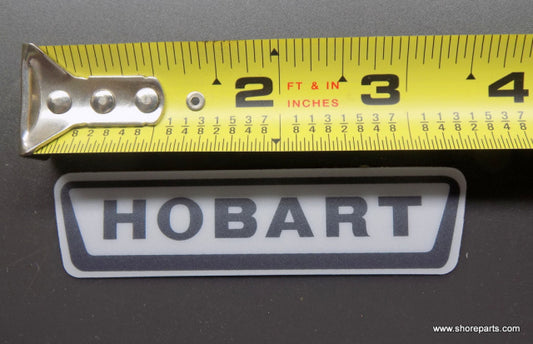 2 FT & IN 3 4
INCHES
HOBART
www.shoreparts.com